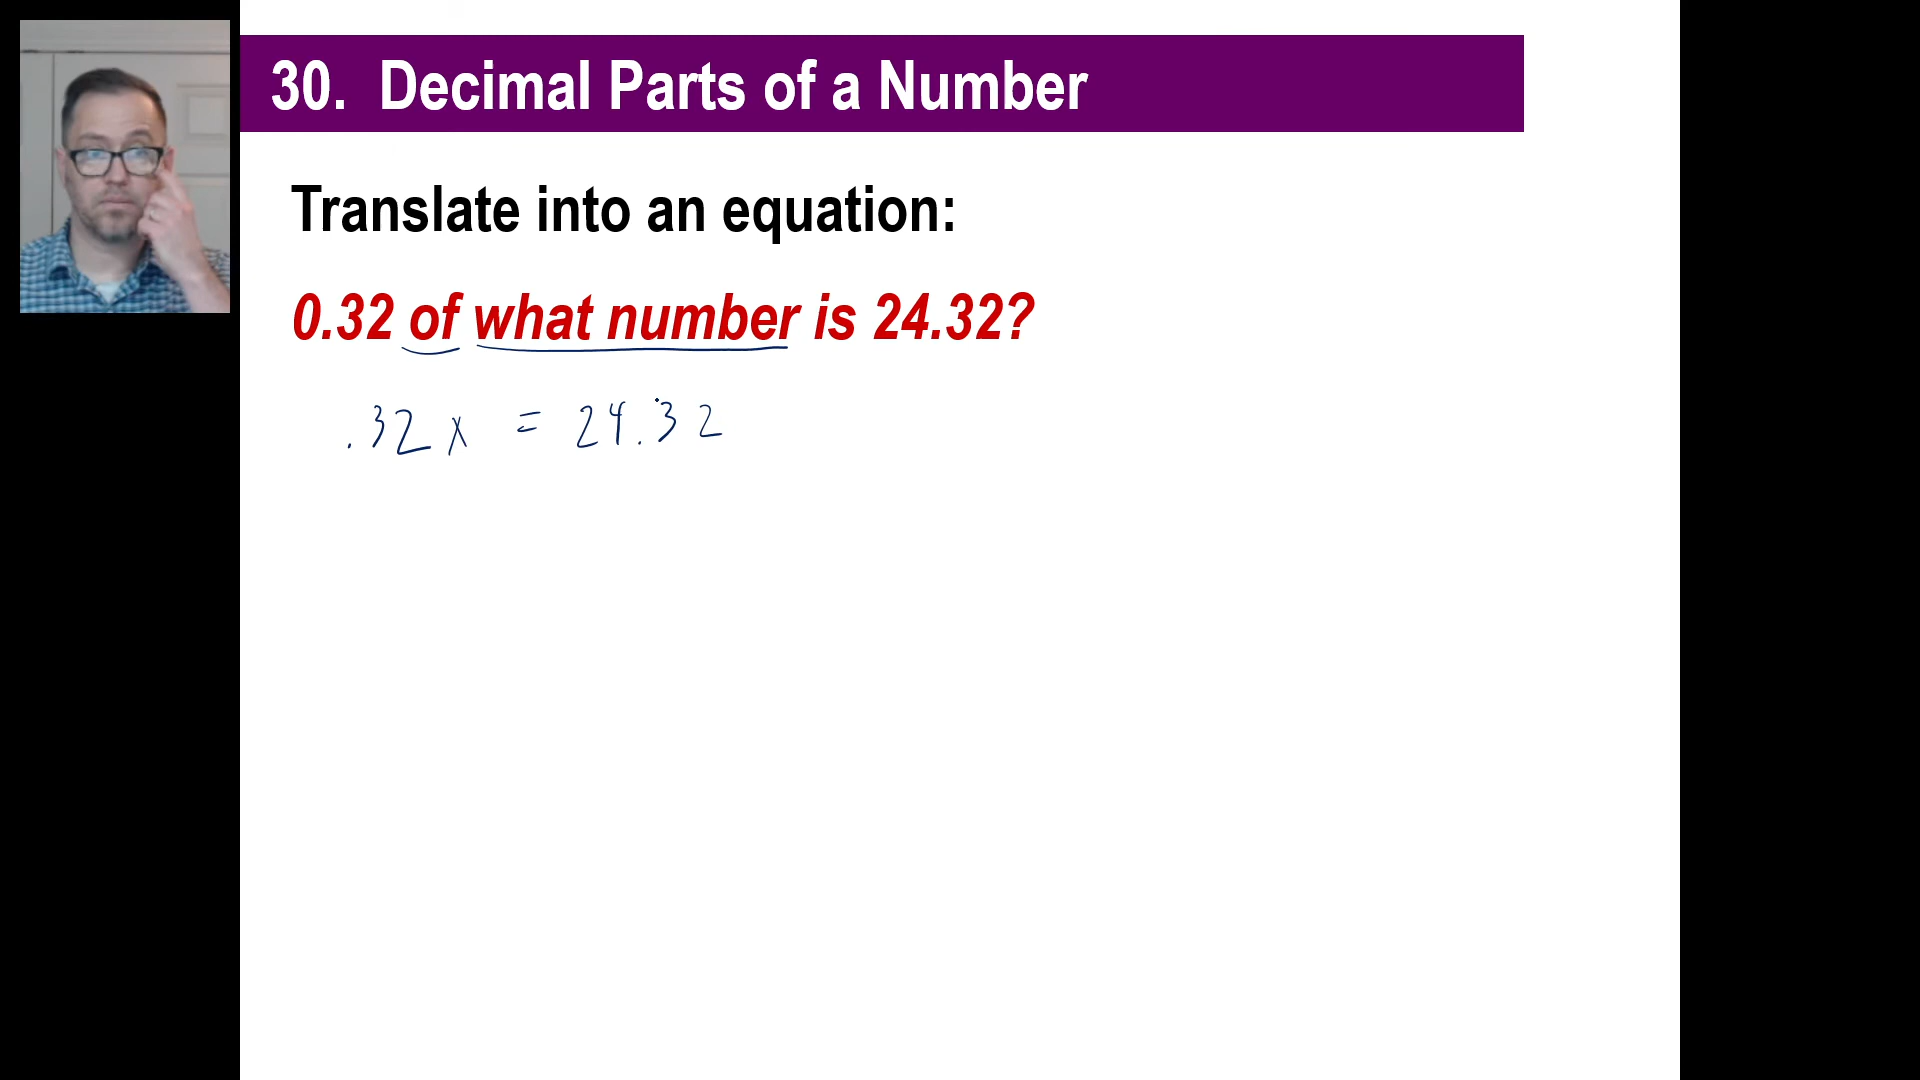 30. Decimal Parts of a Number
Translate into an equation:
0.32 of what number is 24.32?
.32x = 24.32